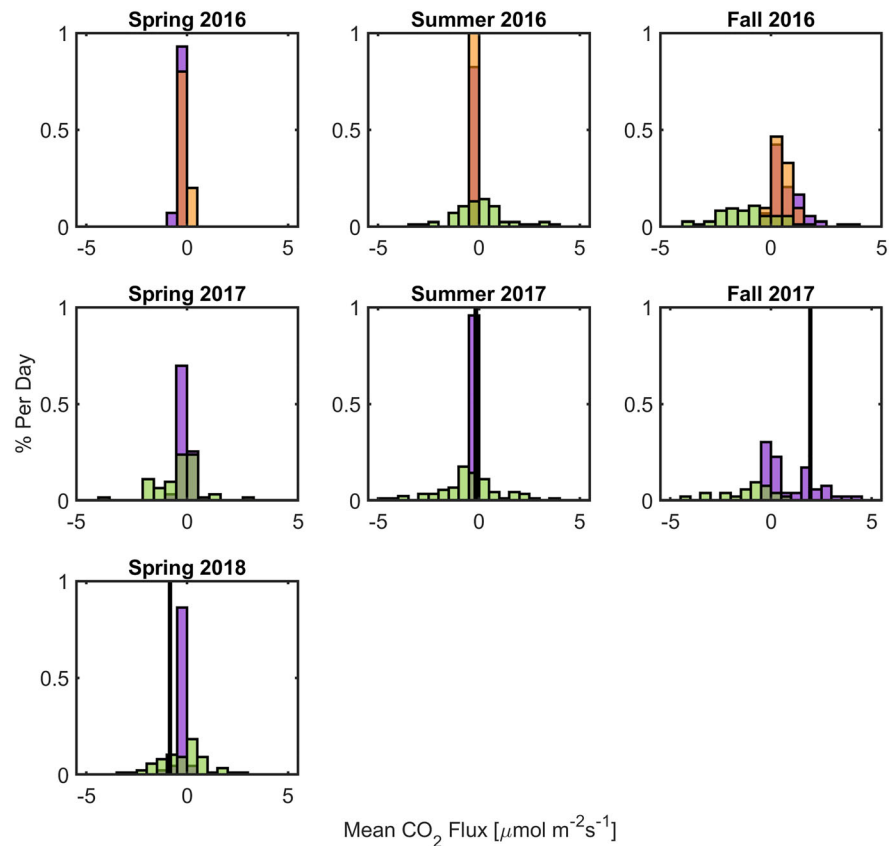 Spring 2016 Summer 2016 Fall 2016
1 1 1
0.5 0.5 0.5
0 0 0
-5 0 5 -5 0 5 -5 0 5
Spring 2017 Summer 2017 Fall 2017
1 1 1
0.5 0.5 0.5
0 0 0
-5 0 5 -5 0 5 -5 0 5
% Per Day
Spring 2018
1
0.5
0
-5 0 5
Mean CO2 Flux [μmol m-2s-1]